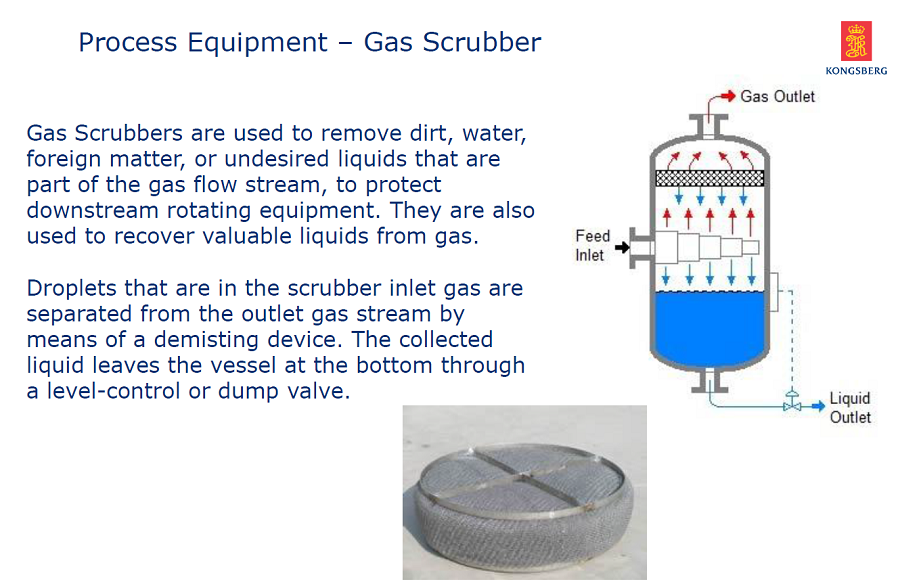 Process Equipment – Gas Scrubber
KONGSBERG
Gas Scrubbers are used to remove dirt, water,
foreign matter, or undesired liquids that are
part of the gas flow stream, to protect
downstream rotating equipment. They are also
used to recover valuable liquids from gas.
Droplets that are in the scrubber inlet gas are
separated from the outlet gas stream by
means of a demisting device. The collected
liquid leaves the vessel at the bottom through
a level-control or dump valve.
Gas Outlet
Feed
Inlet
Liquid
Outlet